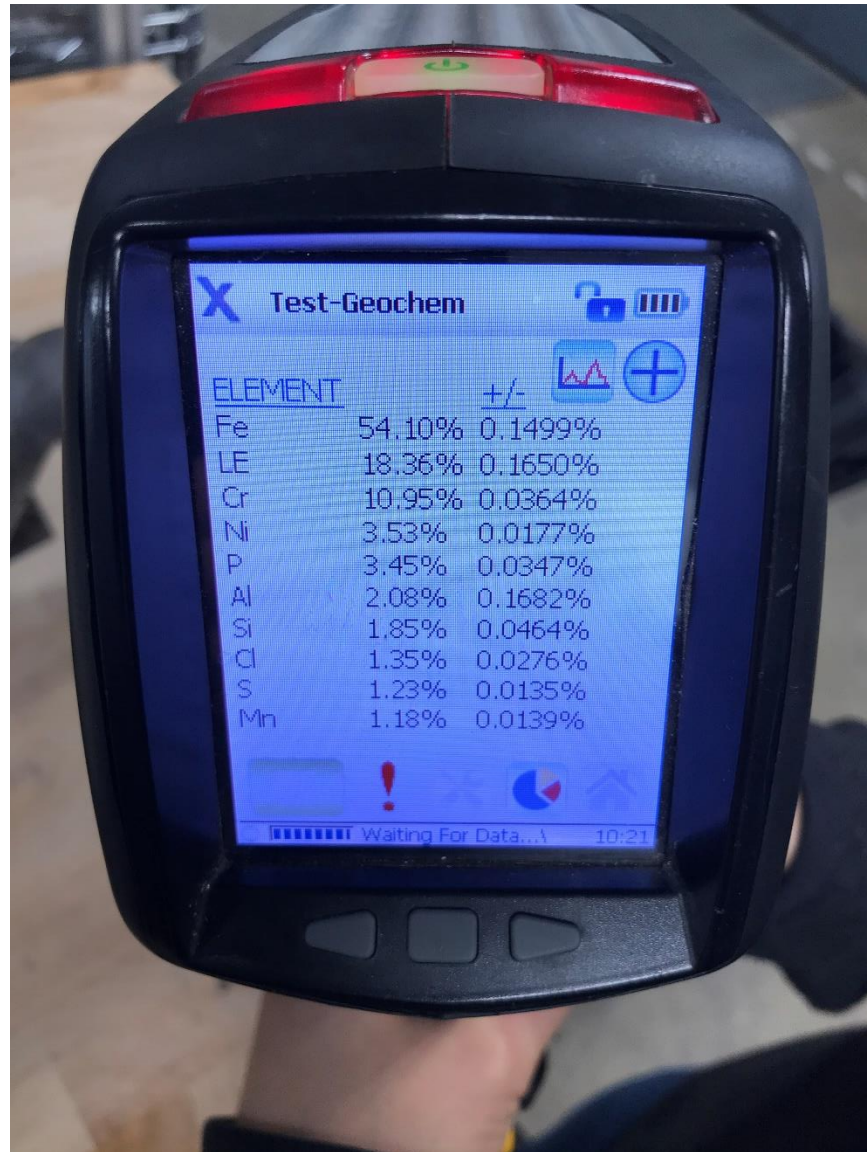 X Test-Geochem
ELEMENT +/-
Fe 54.10% 0.1499%
LE 18.36% 0.1650%
Cr 10.95% 0.0364%
Ni 3.53% 0.0177%
P 3.45% 0.0347%
Al 2.08% 0.1682%
Si 1.85% 0.0464%
Cl 1.35% 0.0276%
S 1.23% 0.0135%
Mn 1.18% 0.0139%
!
Waiting For Data...\ 10:21